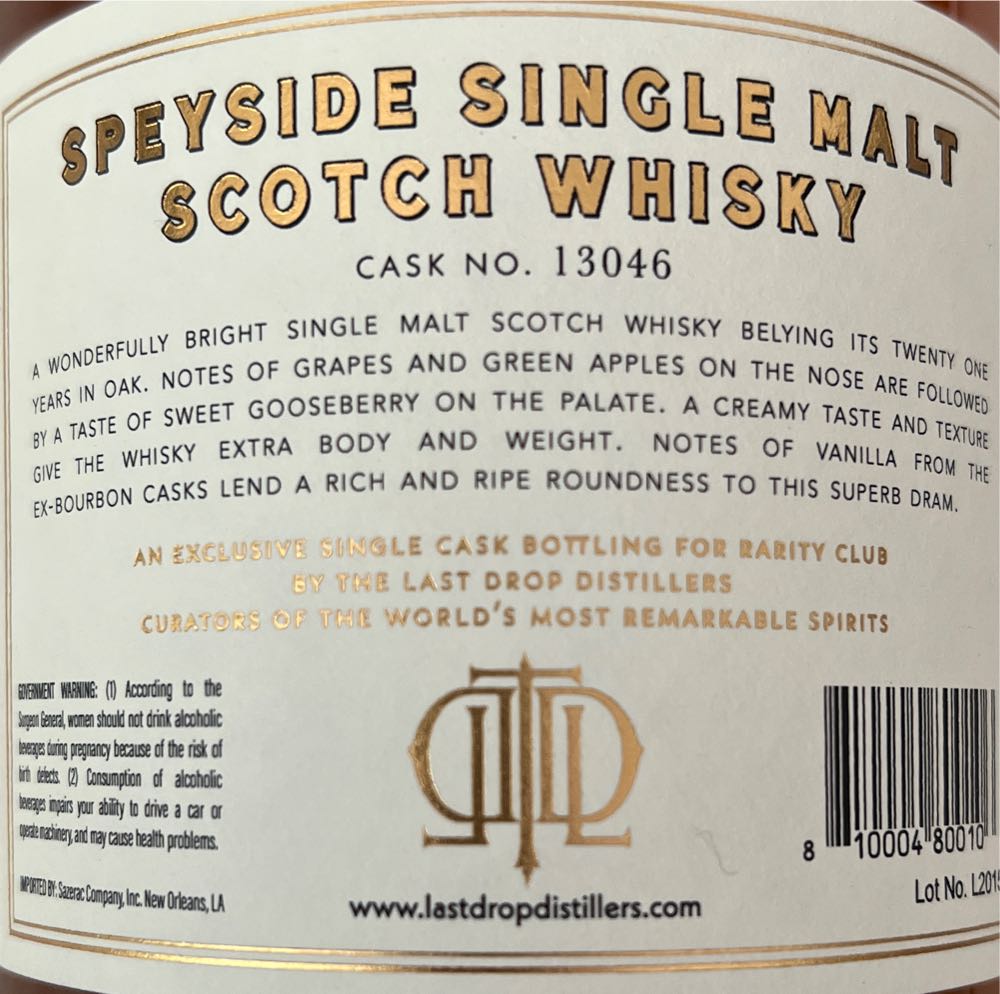 SPEYSIDE SINGLE MALT
SCOTCH WHISKY
CASK NO. 13046
A WONDERFULLY BRIGHT SINGLE MALT SCOTCH WHISKY BELYING ITS TWENTY ONE
YEARS IN OAK. NOTES OF GRAPES AND GREEN APPLES ON THE NOSE ARE FOLLOWED
BY A TASTE OF SWEET GOOSEBERRY ON THE PALATE. A CREAMY TASTE AND TEXTURE
GIVE THE WHISKY EXTRA BODY AND WEIGHT. NOTES OF VANILLA FROM THE
EX-BOURBON CASKS LEND A RICH AND RIPE ROUNDNESS TO THIS SUPERB DRAM.
AN EXCLUSIVE SINGLE CASK BOTTLING FOR RARITY CLUB
BY THE LAST DROP DISTILLERS
CURATORS OF THE WORLD'S MOST REMARKABLE SPIRITS
GOVERNMENT WARNING: (1) According to the
Surgeon General, women should not drink alcoholic
beverages during pregnancy because of the risk of
birth defects. (2) Consumption of alcoholic
beverages impairs your ability to drive a car or
operate machinery, and may cause health problems.
IMPORTED BY: Sazerac Company, Inc. New Orleans, LA
www.lastdropdistillers.com
8 10004 80010
Lot No. L2015